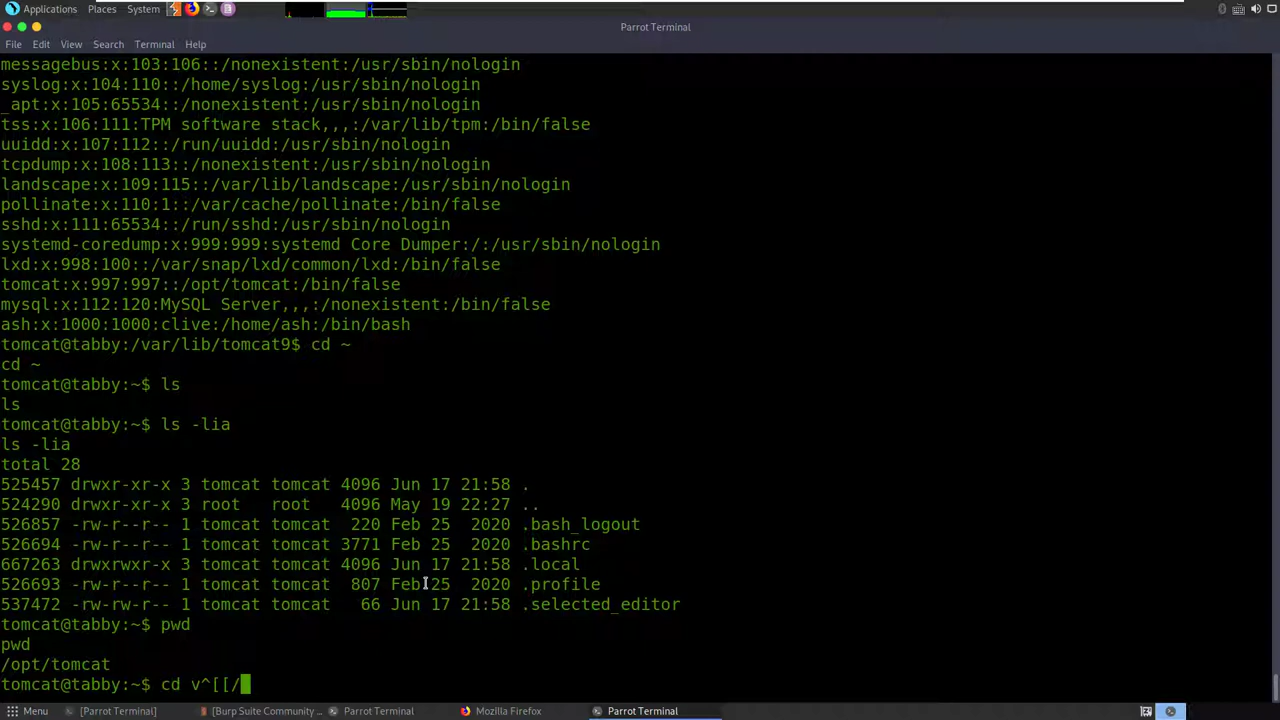 Applications Places System
Parrot Terminal
File Edit View Search Terminal Help
messagebus:x:103:106::/nonexistent:/usr/sbin/nologin
syslog:x:104:110::/home/syslog:/usr/sbin/nologin
_apt:x:105:65534::/nonexistent:/usr/sbin/nologin
tss:x:106:111:TPM software stack,,,:/var/lib/tpm:/bin/false
uuidd:x:107:112::/run/uuidd:/usr/sbin/nologin
tcpdump:x:108:113::/nonexistent:/usr/sbin/nologin
landscape:x:109:115::/var/lib/landscape:/usr/sbin/nologin
pollinate:x:110:1::/var/cache/pollinate:/bin/false
sshd:x:111:65534::/run/sshd:/usr/sbin/nologin
systemd-coredump:x:999:999:systemd Core Dumper:/:/usr/sbin/nologin
lxd:x:998:100::/var/snap/lxd/common/lxd:/bin/false
tomcat:x:997:997::/opt/tomcat:/bin/false
mysql:x:112:120:MySQL Server,,,:/nonexistent:/bin/false
ash:x:1000:1000:clive:/home/ash:/bin/bash
tomcat@tabby:/var/lib/tomcat9$ cd ~
cd ~
tomcat@tabby:~$ ls
ls
tomcat@tabby:~$ ls -lia
ls -lia
total 28
525457 drwxr-xr-x 3 tomcat tomcat 4096 Jun 17 21:58 .
524290 drwxr-xr-x 3 root   root   4096 May 19 22:27 ..
526857 -rw-r--r-- 1 tomcat tomcat  220 Feb 25  2020 .bash_logout
526694 -rw-r--r-- 1 tomcat tomcat 3771 Feb 25  2020 .bashrc
667263 drwxrwxr-x 3 tomcat tomcat 4096 Jun 17 21:58 .local
526693 -rw-r--r-- 1 tomcat tomcat  807 Feb 25  2020 .profile
537472 -rw-rw-r-- 1 tomcat tomcat   66 Jun 17 21:58 .selected_editor
tomcat@tabby:~$ pwd
pwd
/opt/tomcat
tomcat@tabby:~$ cd v^[[/
Menu [Parrot Terminal] [Burp Suite Community ... Parrot Terminal Mozilla Firefox Parrot Terminal